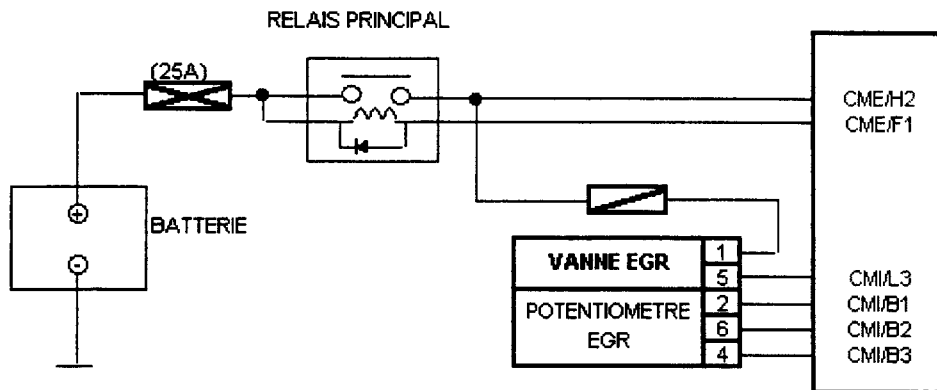 RELAIS PRINCIPAL
(25A)
CME/H2
CME/F1
+
BATTERIE
-
VANNE EGR
1
5
CMI/L3
POTENTIOMETRE
EGR
2
CMI/B1
6
CMI/B2
4
CMI/B3